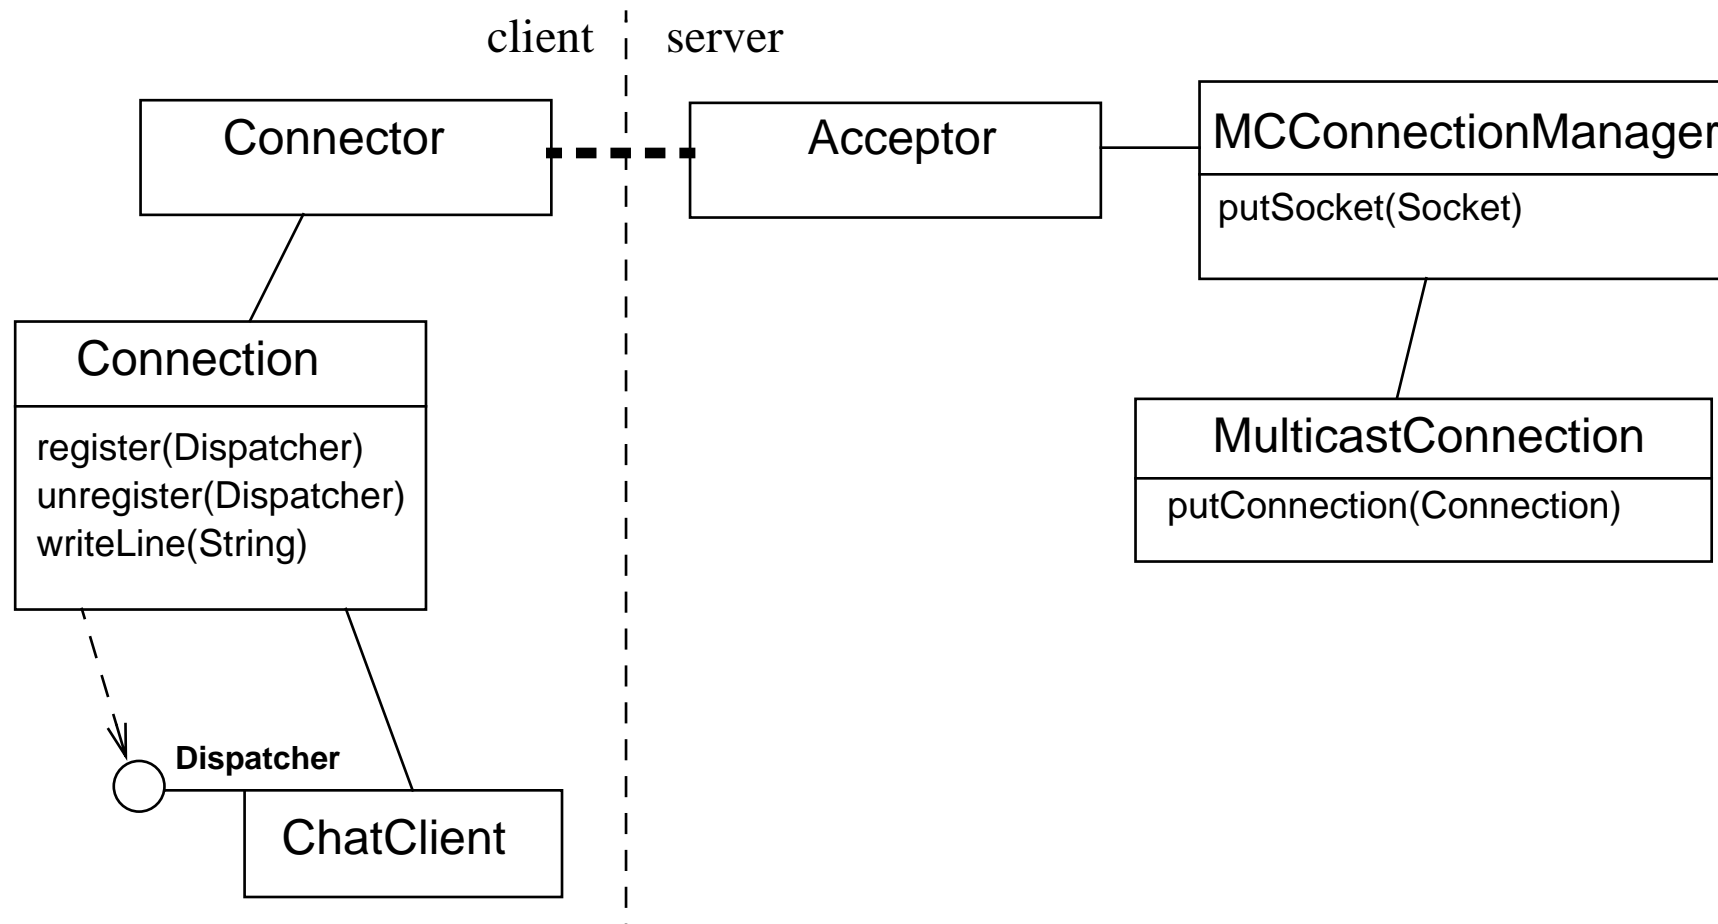 client
server
Connector
Acceptor
MCConnectionManager
putSocket(Socket)
Connection
register(Dispatcher)
unregister(Dispatcher)
writeLine(String)
MulticastConnection
putConnection(Connection)
Dispatcher
ChatClient